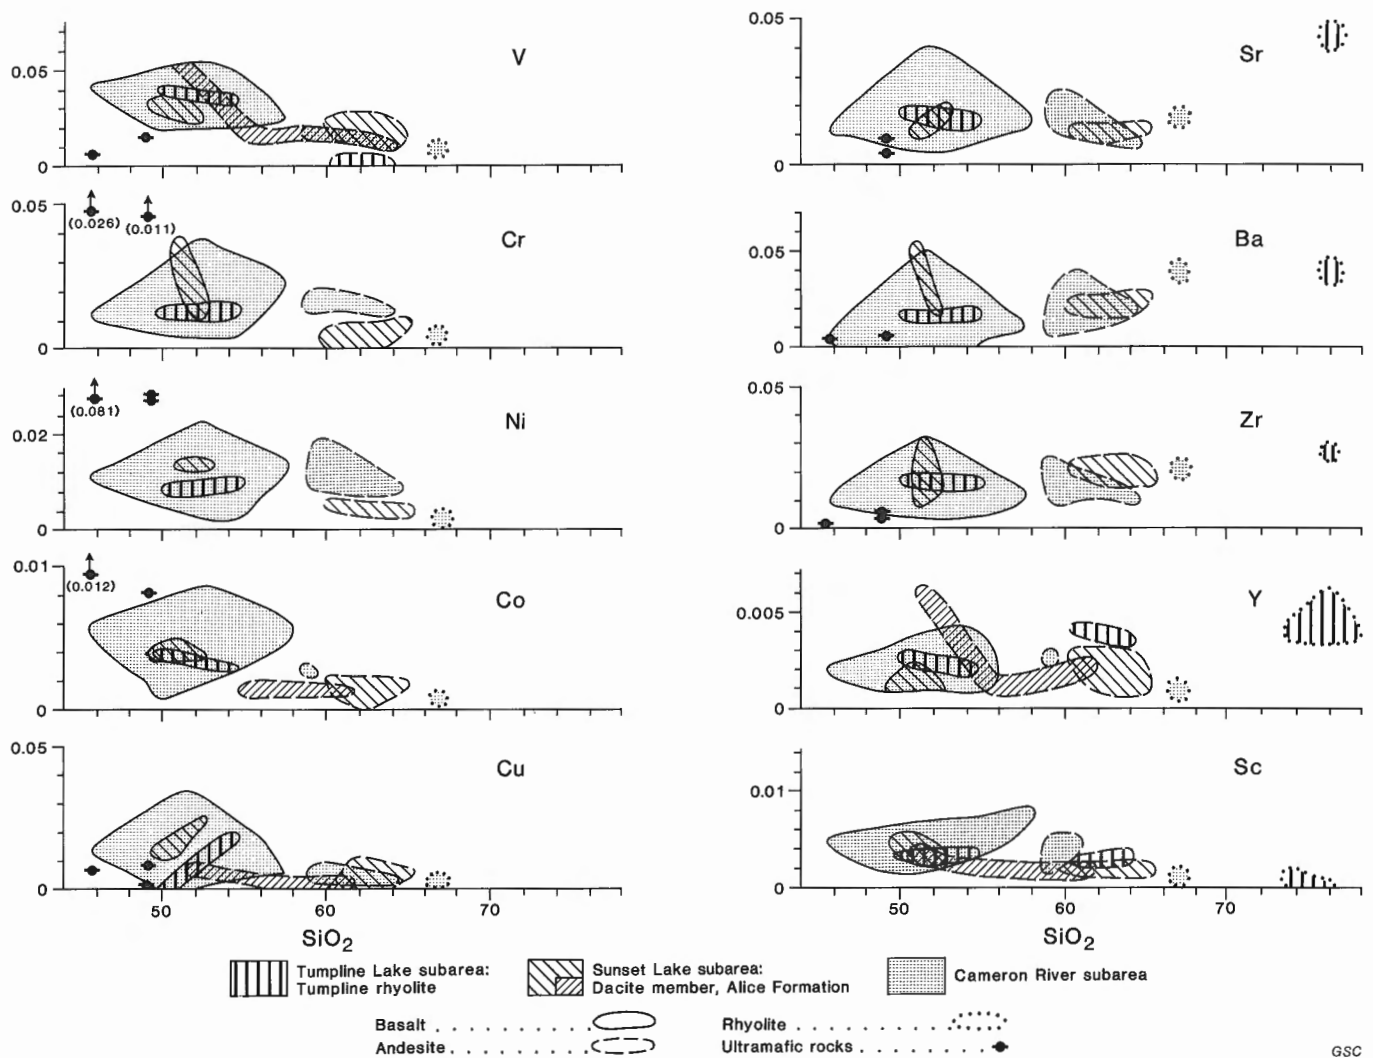 V
0.05
0
Cr
0.05
(0.026)
(0.011)
0
Ni
(0.081)
0.02
0
Co
0.01
(0.012)
0
Cu
0.05
0
50
60
70
SiO₂
Sr
0.05
0
Ba
0.05
0
Zr
0.05
0
Y
0.005
0
Sc
0.01
0
50
60
70
SiO₂
Tumpline Lake subarea:
Tumpline rhyolite
Sunset Lake subarea:
Dacite member, Alice Formation
Cameron River subarea
Basalt . . . . . . . . . .
Andesite . . . . . . . . .
Rhyolite . . . . . . . . . .
Ultramafic rocks . . . . . . . .
GSC